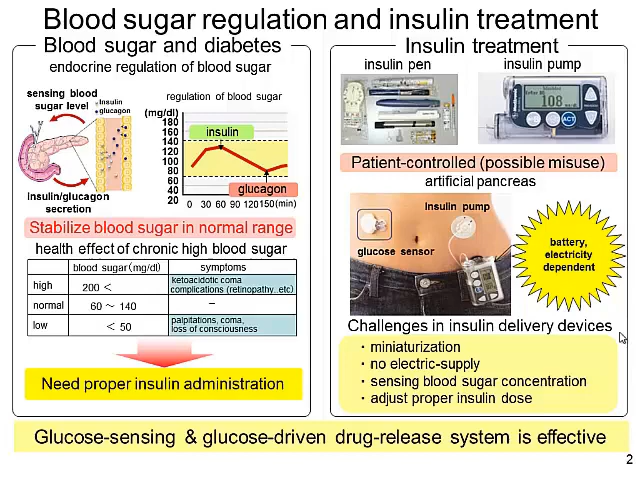 Blood sugar regulation and insulin treatment
Blood sugar and diabetes
endocrine regulation of blood sugar
sensing blood
sugar level
Insulin
glucagon
insulin/glucagon
secretion
regulation of blood sugar
(mg/dl)
180
160
140
120
100
80
60
40
20
insulin
glucagon
0 30 60 90 120 150 (min)
Stabilize blood sugar in normal range
health effect of chronic high blood sugar
blood sugar (mg/dl) symptoms
high 200 < ketoacidotic coma
complications (retinopathy, etc)
normal 60 ～ 140 －
low < 50 palpitations, coma,
loss of consciousness
Need proper insulin administration
Insulin treatment
insulin pen
insulin pump
108
ACT
Patient-controlled (possible misuse)
artificial pancreas
insulin pump
glucose sensor
battery,
electricity
dependent
Challenges in insulin delivery devices
・ miniaturization
・ no electric-supply
・ sensing blood sugar concentration
・ adjust proper insulin dose
Glucose-sensing & glucose-driven drug-release system is effective
2